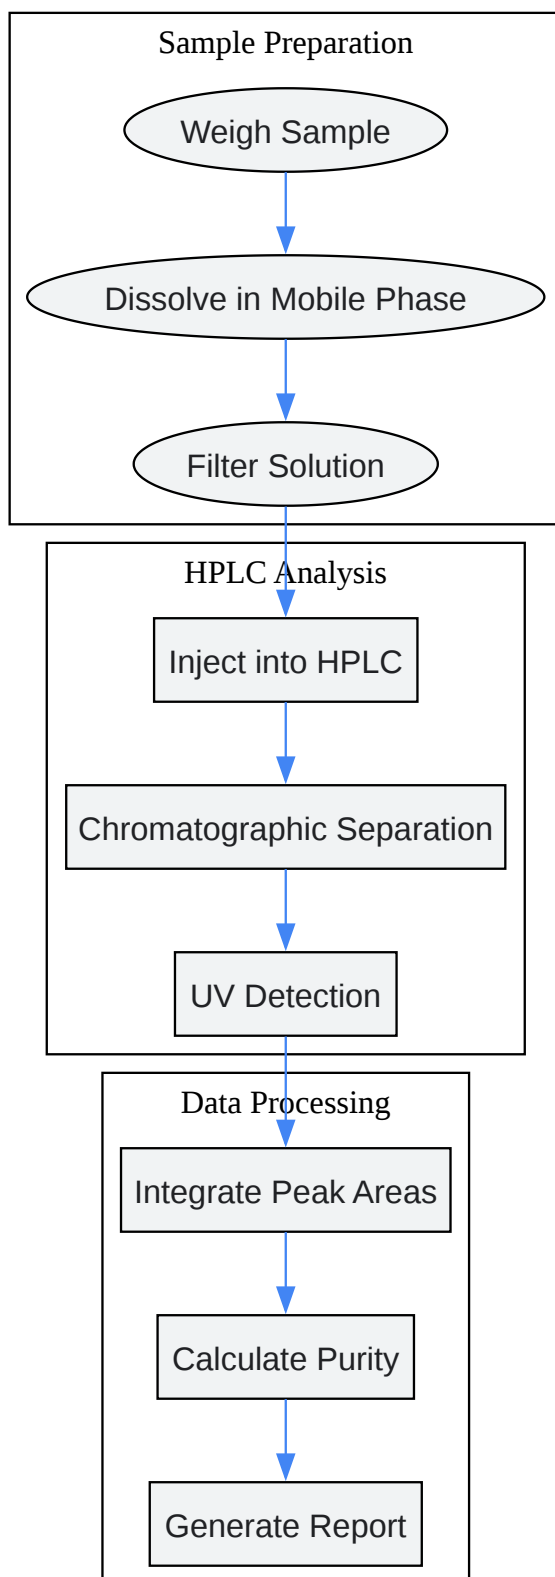 Sample Preparation
Weigh Sample
Dissolve in Mobile Phase
Filter Solution
HPLC Analysis
Inject into HPLC
Chromatographic Separation
UV Detection
Data Processing
Integrate Peak Areas
Calculate Purity
Generate Report